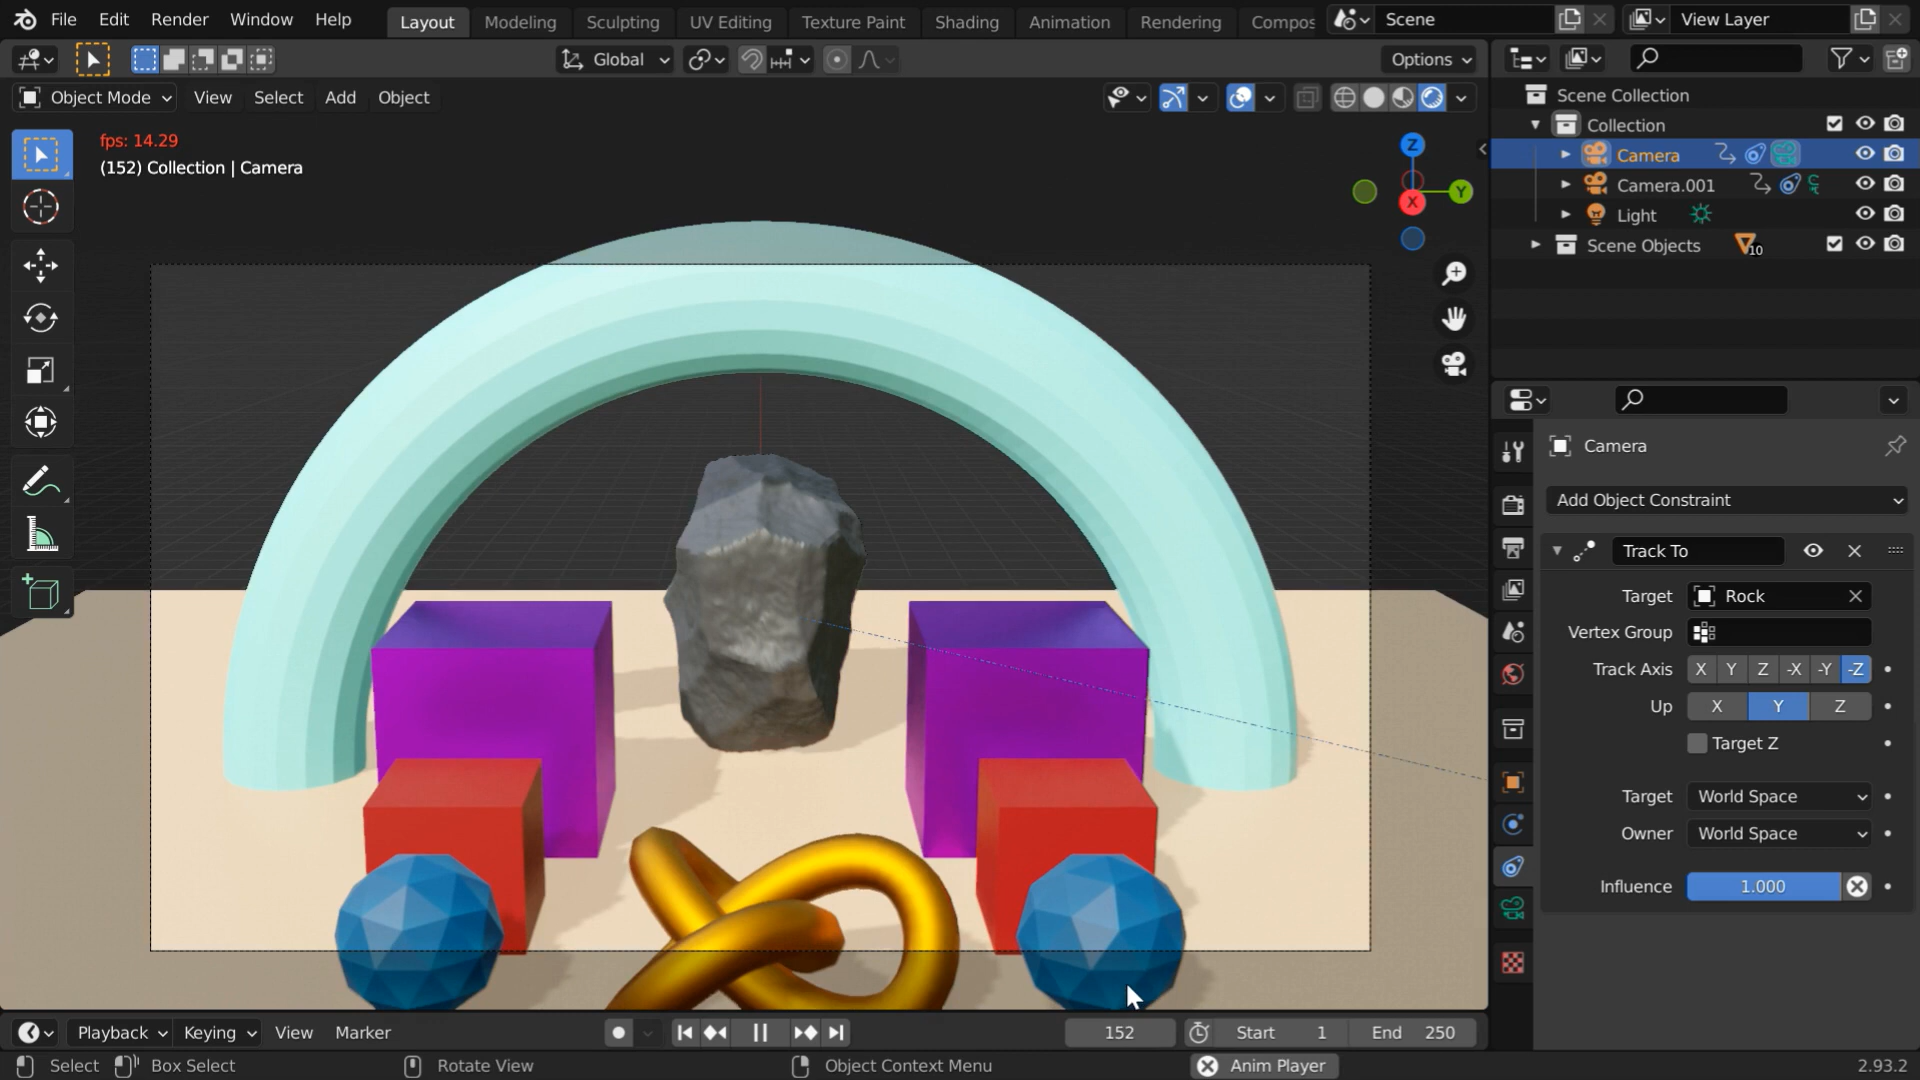 File Edit Render Window Help Layout Modeling Sculpting UV Editing Texture Paint Shading Animation Rendering Compos Scene View Layer
Global Options
Object Mode View Select Add Object
fps: 14.29
(152) Collection | Camera
Z
Y
X
Scene Collection
Collection
Camera
Camera.001
Light
Scene Objects 10
Camera
Add Object Constraint
Track To
Target Rock
Vertex Group
Track Axis X Y Z -X -Y -Z
Up X Y Z
Target Z
Target World Space
Owner World Space
Influence 1.000
Playback Keying View Marker 152 Start 1 End 250
Select Box Select Rotate View Object Context Menu Anim Player 2.93.2